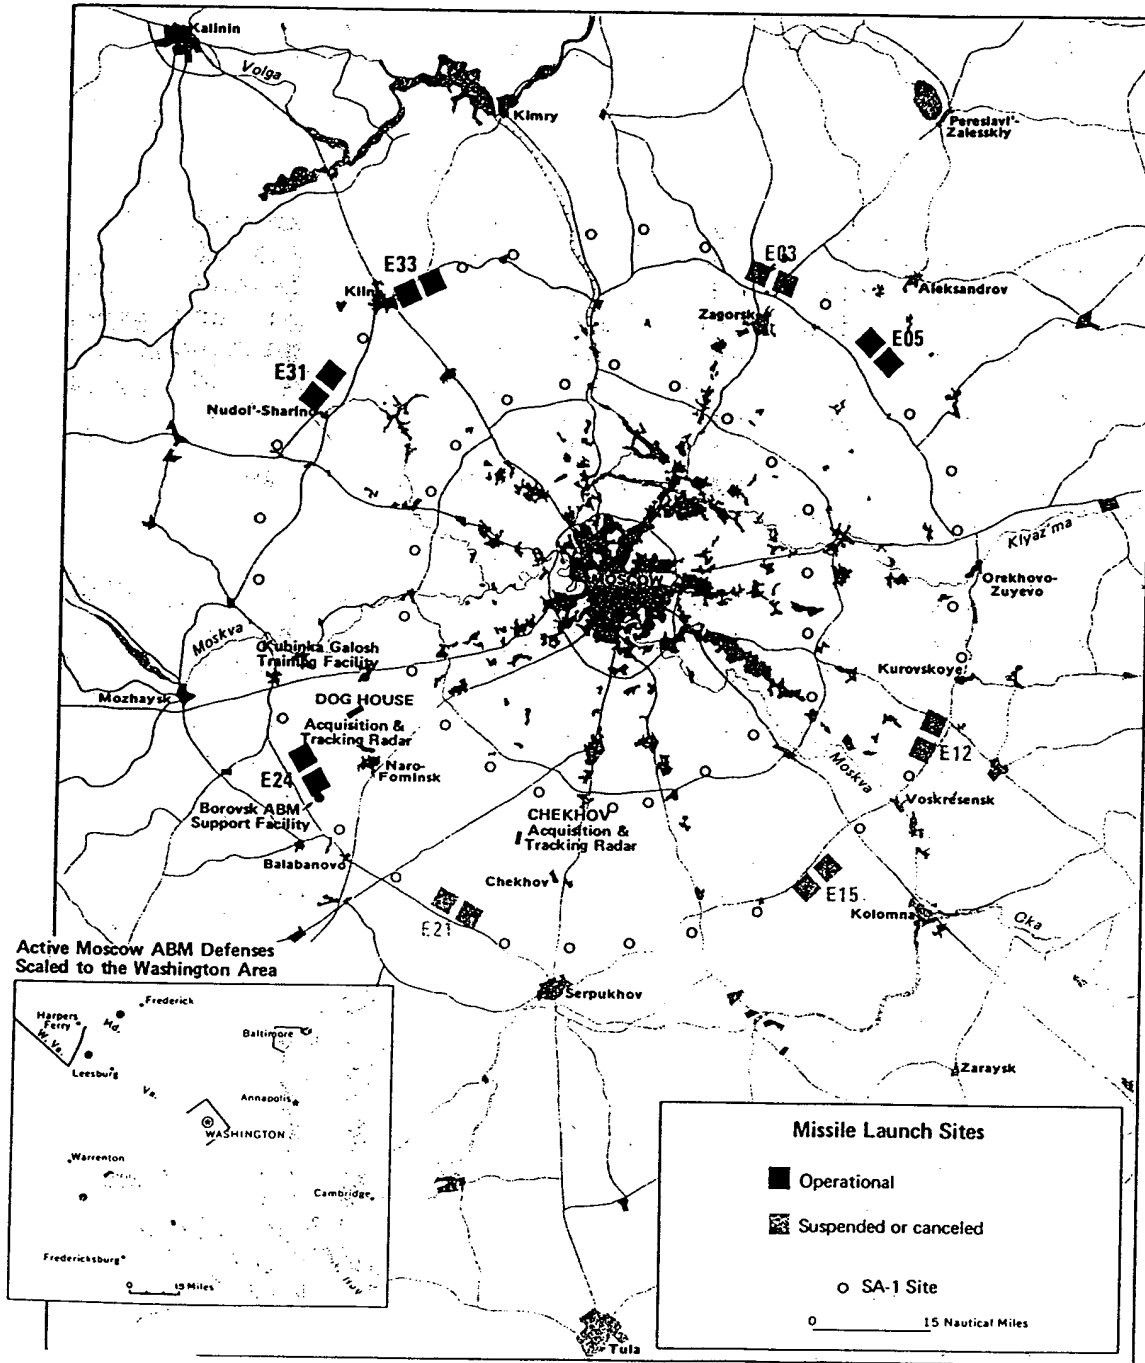 Kalinin
Volga
Kimry
Pereslavl'-
Zalesskiy
E33
Klin
E03
Aleksandrov
Zagorsk
E05
E31
Nudol'-Sharino
Klyaz'ma
MOSCOW
Orekhovo-
Zuyevo
Moskva
Kubinka Galosh
Training Facility
Kurovskoye
Mozhaysk
DOG HOUSE
Acquisition &
Tracking Radar
E24
Naro-
Fominsk
Moskva
E12
Borovsk ABM
Support Facility
Voskresensk
CHEKHOV
Acquisition &
Tracking Radar
Balabanovo
Chekhov
E21
E15
Kolomna
Oka
Serpukhov
Zaraysk
Tula
Active Moscow ABM Defenses
Scaled to the Washington Area
Frederick
Harpers
Ferry
Md.
W. Va.
Baltimore
Leesburg
Va.
Annapolis
WASHINGTON
Warrenton
Cambridge
Fredericksburg
0 15 Miles
Missile Launch Sites
Operational
Suspended or canceled
SA-1 Site
0 15 Nautical Miles